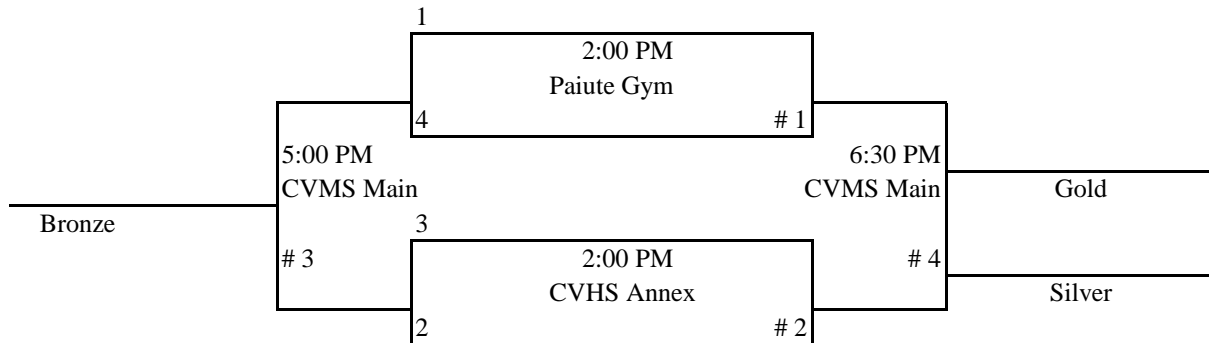 1
2:00 PM
Paiute Gym
4
# 1
5:00 PM
CVMS Main
6:30 PM
CVMS Main
Gold
Bronze
3
# 3
2:00 PM
# 4
CVHS Annex
Silver
2
# 2